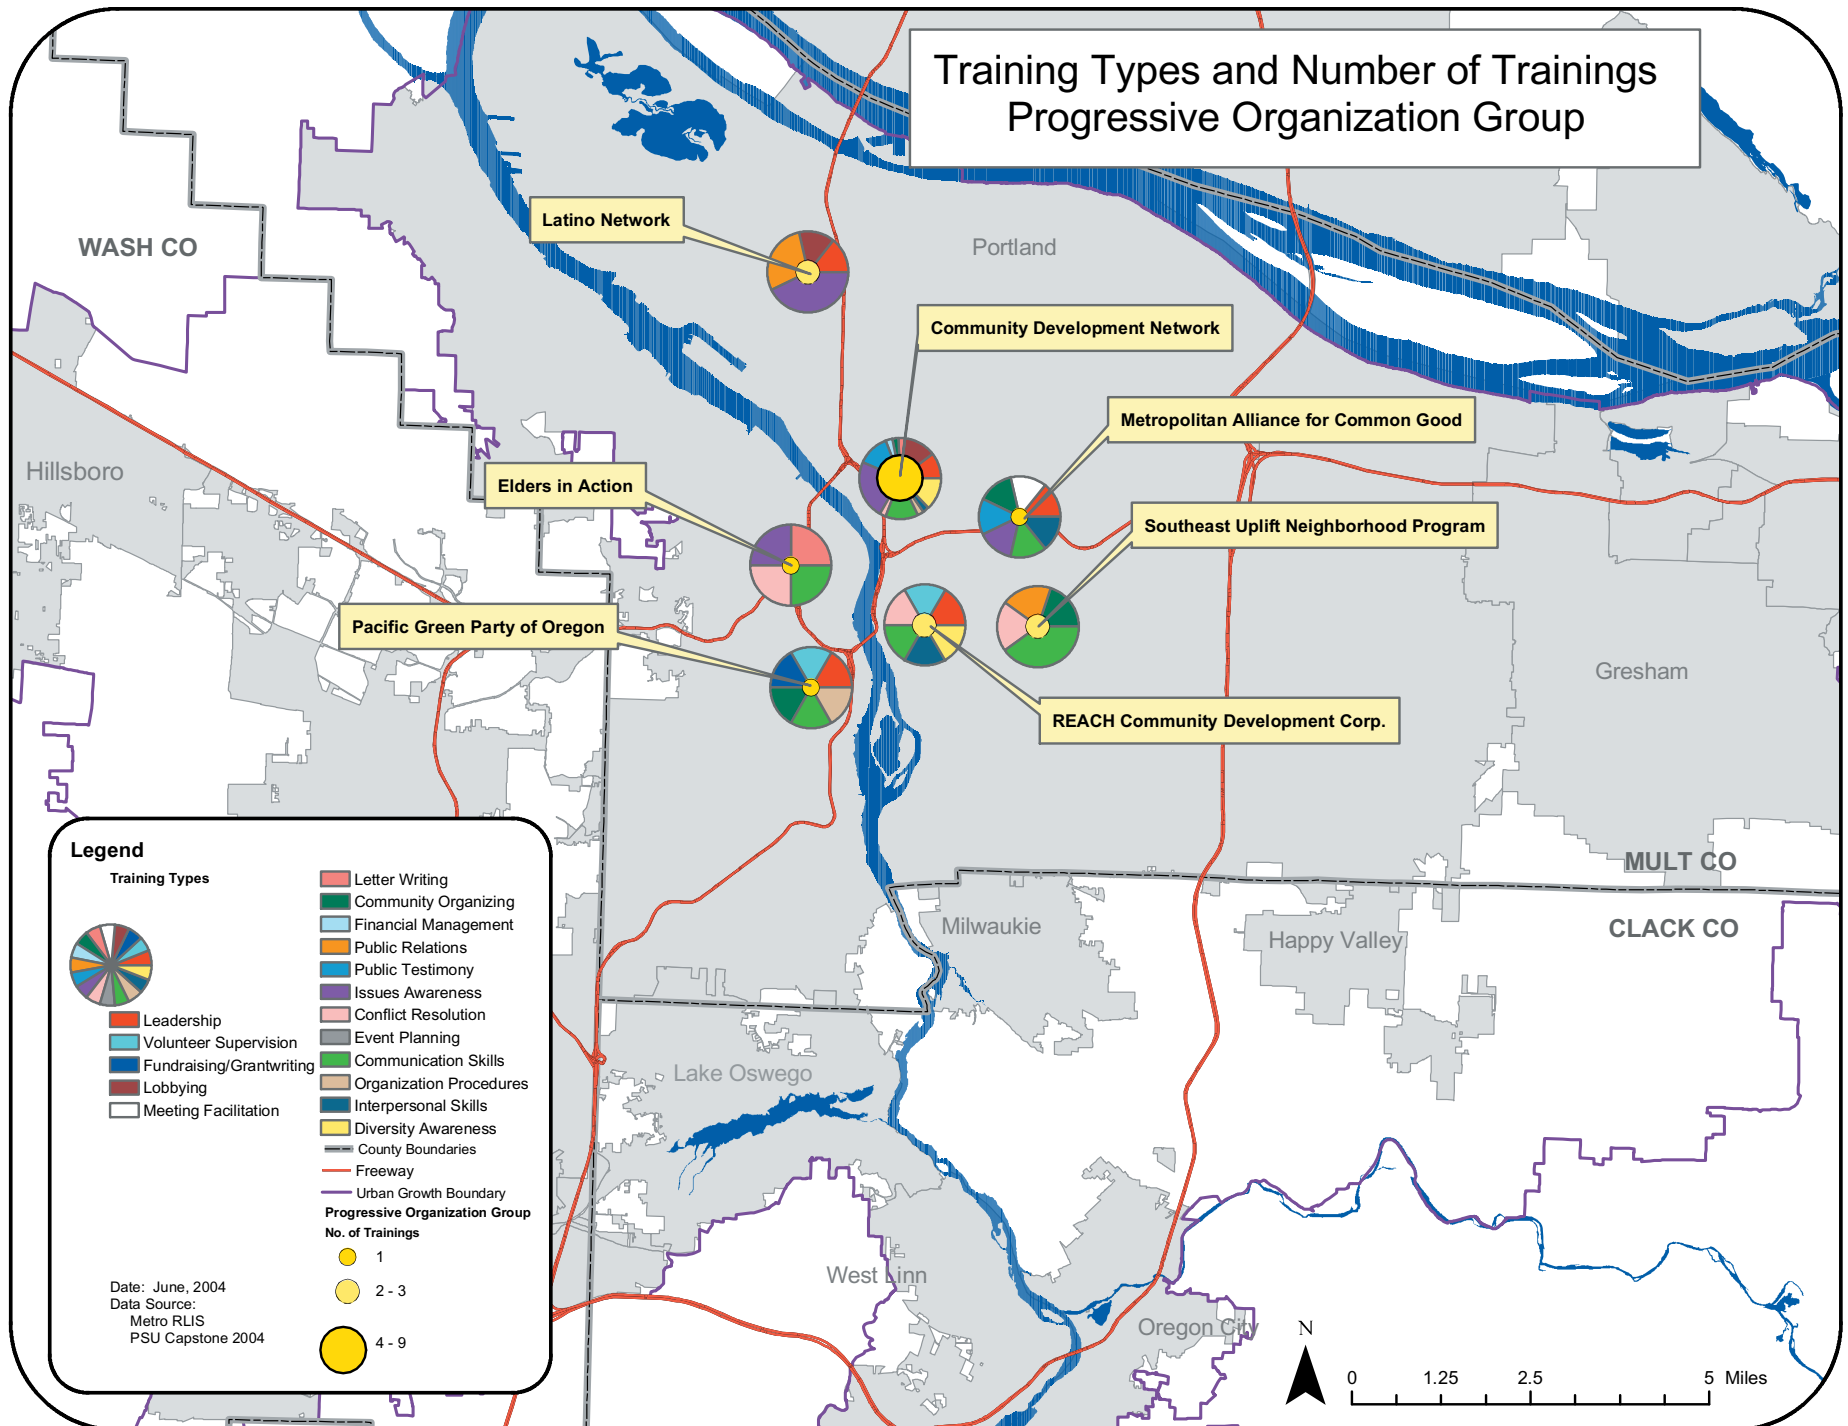 Training Types and Number of Trainings
Progressive Organization Group
Latino Network
WASH CO
Portland
Community Development Network
Metropolitan Alliance for Common Good
Hillsboro
Elders in Action
Southeast Uplift Neighborhood Program
Pacific Green Party of Oregon
Gresham
REACH Community Development Corp.
MULT CO
Milwaukie
Happy Valley
CLACK CO
Lake Oswego
West Linn
Oregon City
Legend
Training Types
Leadership
Volunteer Supervision
Fundraising/Grantwriting
Lobbying
Meeting Facilitation
Letter Writing
Community Organizing
Financial Management
Public Relations
Public Testimony
Issues Awareness
Conflict Resolution
Event Planning
Communication Skills
Organization Procedures
Interpersonal Skills
Diversity Awareness
County Boundaries
Freeway
Urban Growth Boundary
Progressive Organization Group
No. of Trainings
1
2 - 3
4 - 9
Date: June, 2004
Data Source:
Metro RLIS
PSU Capstone 2004
N
0 1.25 2.5 5 Miles